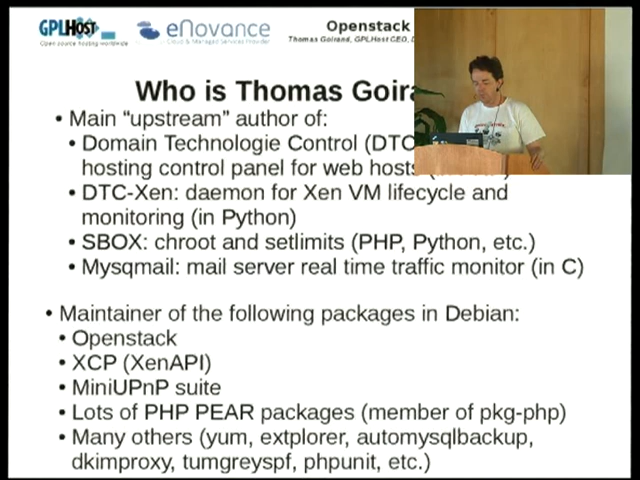 GPLHOST
Open source hosting worldwide
eNovance
Cloud & Managed Services Provider
Openstack
Thomas Goirand, GPLHost CEO,
Who is Thomas Goira
• Main “upstream” author of:
• Domain Technologie Control (DTC
hosting control panel for web hosts
• DTC-Xen: daemon for Xen VM lifecycle and
monitoring (in Python)
• SBOX: chroot and setlimits (PHP, Python, etc.)
• Mysqmail: mail server real time traffic monitor (in C)
• Maintainer of the following packages in Debian:
• Openstack
• XCP (XenAPI)
• MiniUPnP suite
• Lots of PHP PEAR packages (member of pkg-php)
• Many others (yum, extplorer, automysqlbackup,
dkimproxy, tumgreyspf, phpunit, etc.)